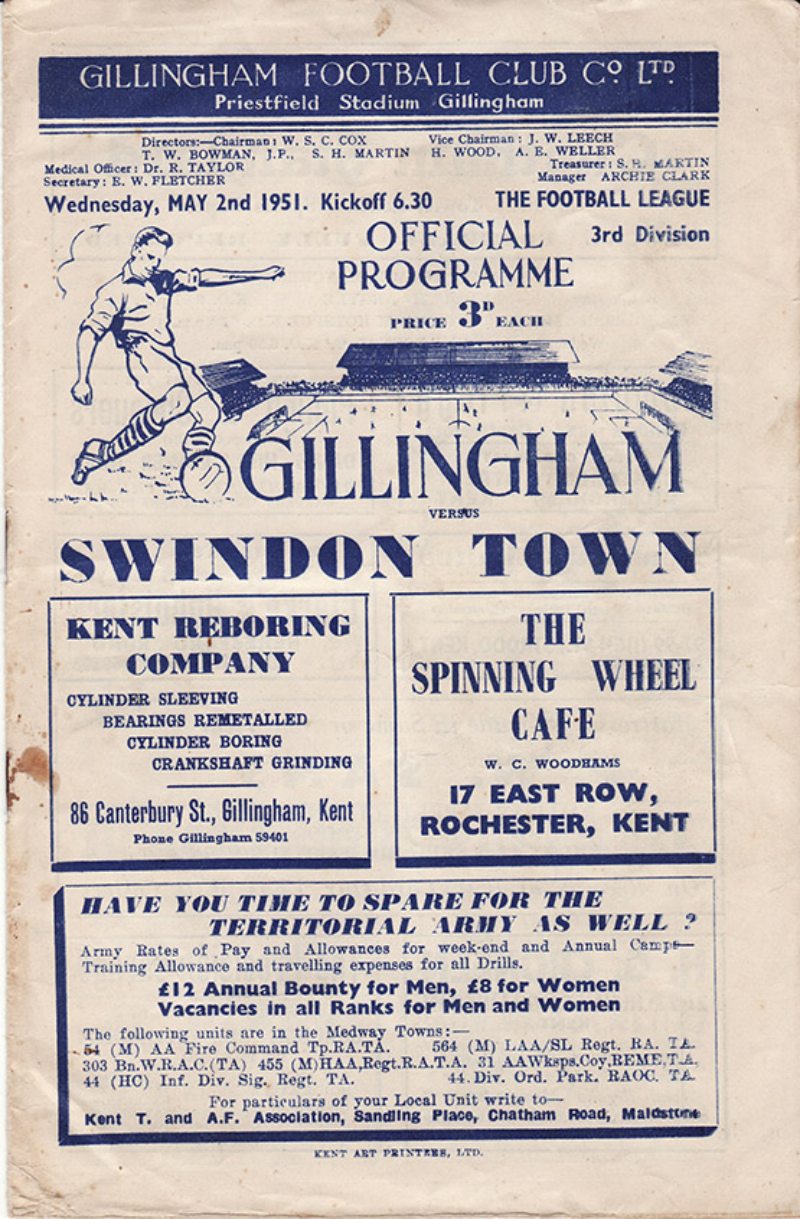 GILLINGHAM FOOTBALL CLUB Cº LTD.
Priestfield Stadium Gillingham
Directors:—Chairman: W. S. C. COX Vice Chairman: J. W. LEECH
T. W. BOWMAN, J.P., S. H. MARTIN H. WOOD, A. E. WELLER
Medical Officer: Dr. R. TAYLOR Treasurer: S. H. MARTIN
Secretary: E. W. FLETCHER Manager ARCHIE CLARK
Wednesday, MAY 2nd 1951. Kickoff 6.30 THE FOOTBALL LEAGUE
OFFICIAL 3rd Division
PROGRAMME
PRICE 3D EACH
GILLINGHAM
VERSUS
SWINDON TOWN
KENT REBORING
COMPANY
CYLINDER SLEEVING
BEARINGS REMETALLED
CYLINDER BORING
CRANKSHAFT GRINDING
86 Canterbury St., Gillingham, Kent
Phone Gillingham 59401
THE
SPINNING WHEEL
CAFE
W. C. WOODHAMS
17 EAST ROW,
ROCHESTER, KENT
HAVE YOU TIME TO SPARE FOR THE
TERRITORIAL ARMY AS WELL ?
Army Rates of Pay and Allowances for week-end and Annual Camps—
Training Allowance and travelling expenses for all Drills.
£12 Annual Bounty for Men, £8 for Women
Vacancies in all Ranks for Men and Women
The following units are in the Medway Towns:—
54 (M) AA Fire Command Tp.RA.TA. 564 (M) LAA/SL Regt. RA. TA.
303 Bn.W.R.A.C.(TA) 455 (M)HAA,Regt.R.A.T.A. 31 AAWksps.Coy,REME,T.A.
44 (HC) Inf. Div. Sig. Regt. TA. 44. Div. Ord. Park. RAOC. TA.
For particulars of your Local Unit write to—
Kent T. and A.F. Association, Sandling Place, Chatham Road, Maidstone
KENT ART PRINTERS, LTD.